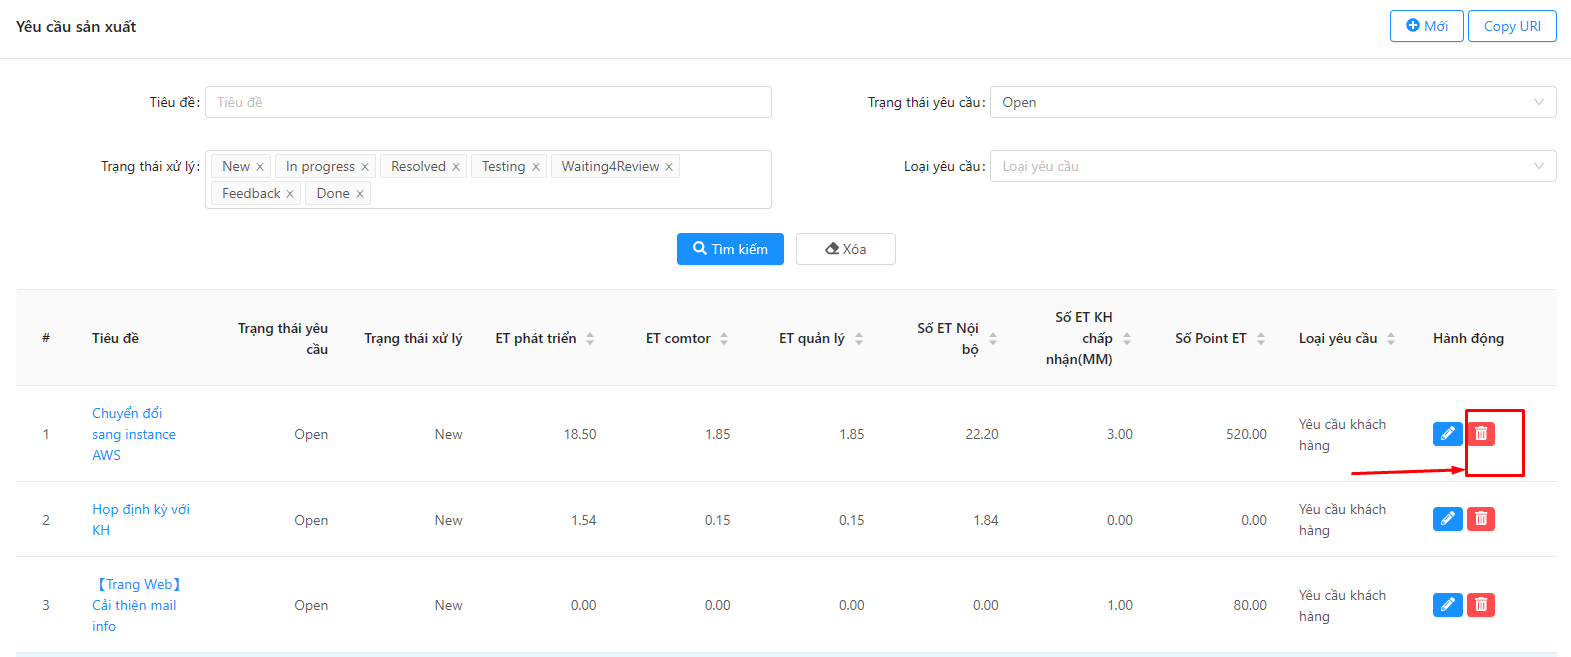 Yêu cầu sản xuất
Mới
Copy URI
Tiêu đề:
Tiêu đề
Trạng thái yêu cầu:
Open
Trạng thái xử lý:
New ×
In progress ×
Resolved ×
Testing ×
Waiting4Review ×
Feedback ×
Done ×
Loại yêu cầu:
Loại yêu cầu
Tìm kiếm
Xóa
#
Tiêu đề
Trạng thái yêu
cầu
Trạng thái xử lý
ET phát triển
ET comtor
ET quản lý
Số ET Nội
bộ
Số ET KH
chấp
nhận(MM)
Số Point ET
Loại yêu cầu
Hành động
1
Chuyển đổi
sang instance
AWS
Open
New
18.50
1.85
1.85
22.20
3.00
520.00
Yêu cầu khách
hàng
2
Họp định kỳ với
KH
Open
New
1.54
0.15
0.15
1.84
0.00
0.00
Yêu cầu khách
hàng
3
【Trang Web】
Cải thiện mail
info
Open
New
0.00
0.00
0.00
0.00
1.00
80.00
Yêu cầu khách
hàng